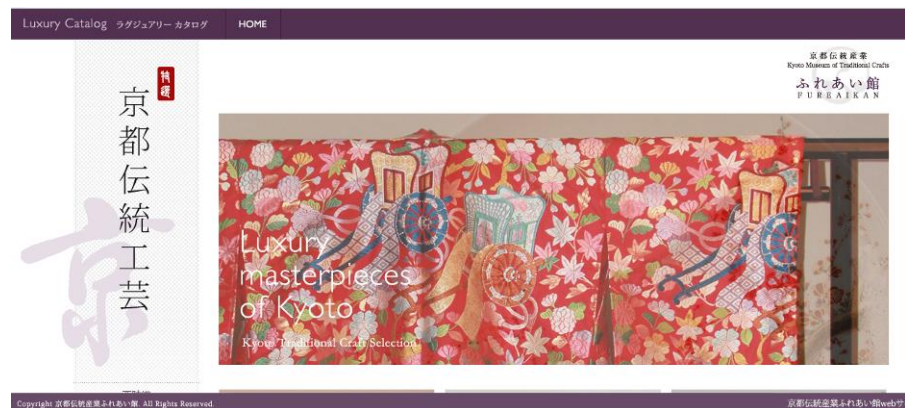 Luxury Catalog ラグジュアリー カタログ
HOME
特選
京都伝統工芸
京
京都伝統産業
Kyoto Museum of Traditional Crafts
ふれあい館
FUREAIKAN
Luxury
masterpieces
of Kyoto
Kyoto Traditional Craft Selection
Copyright 京都伝統産業ふれあい館. All Rights Reserved.
京都伝統産業ふれあい館webサ